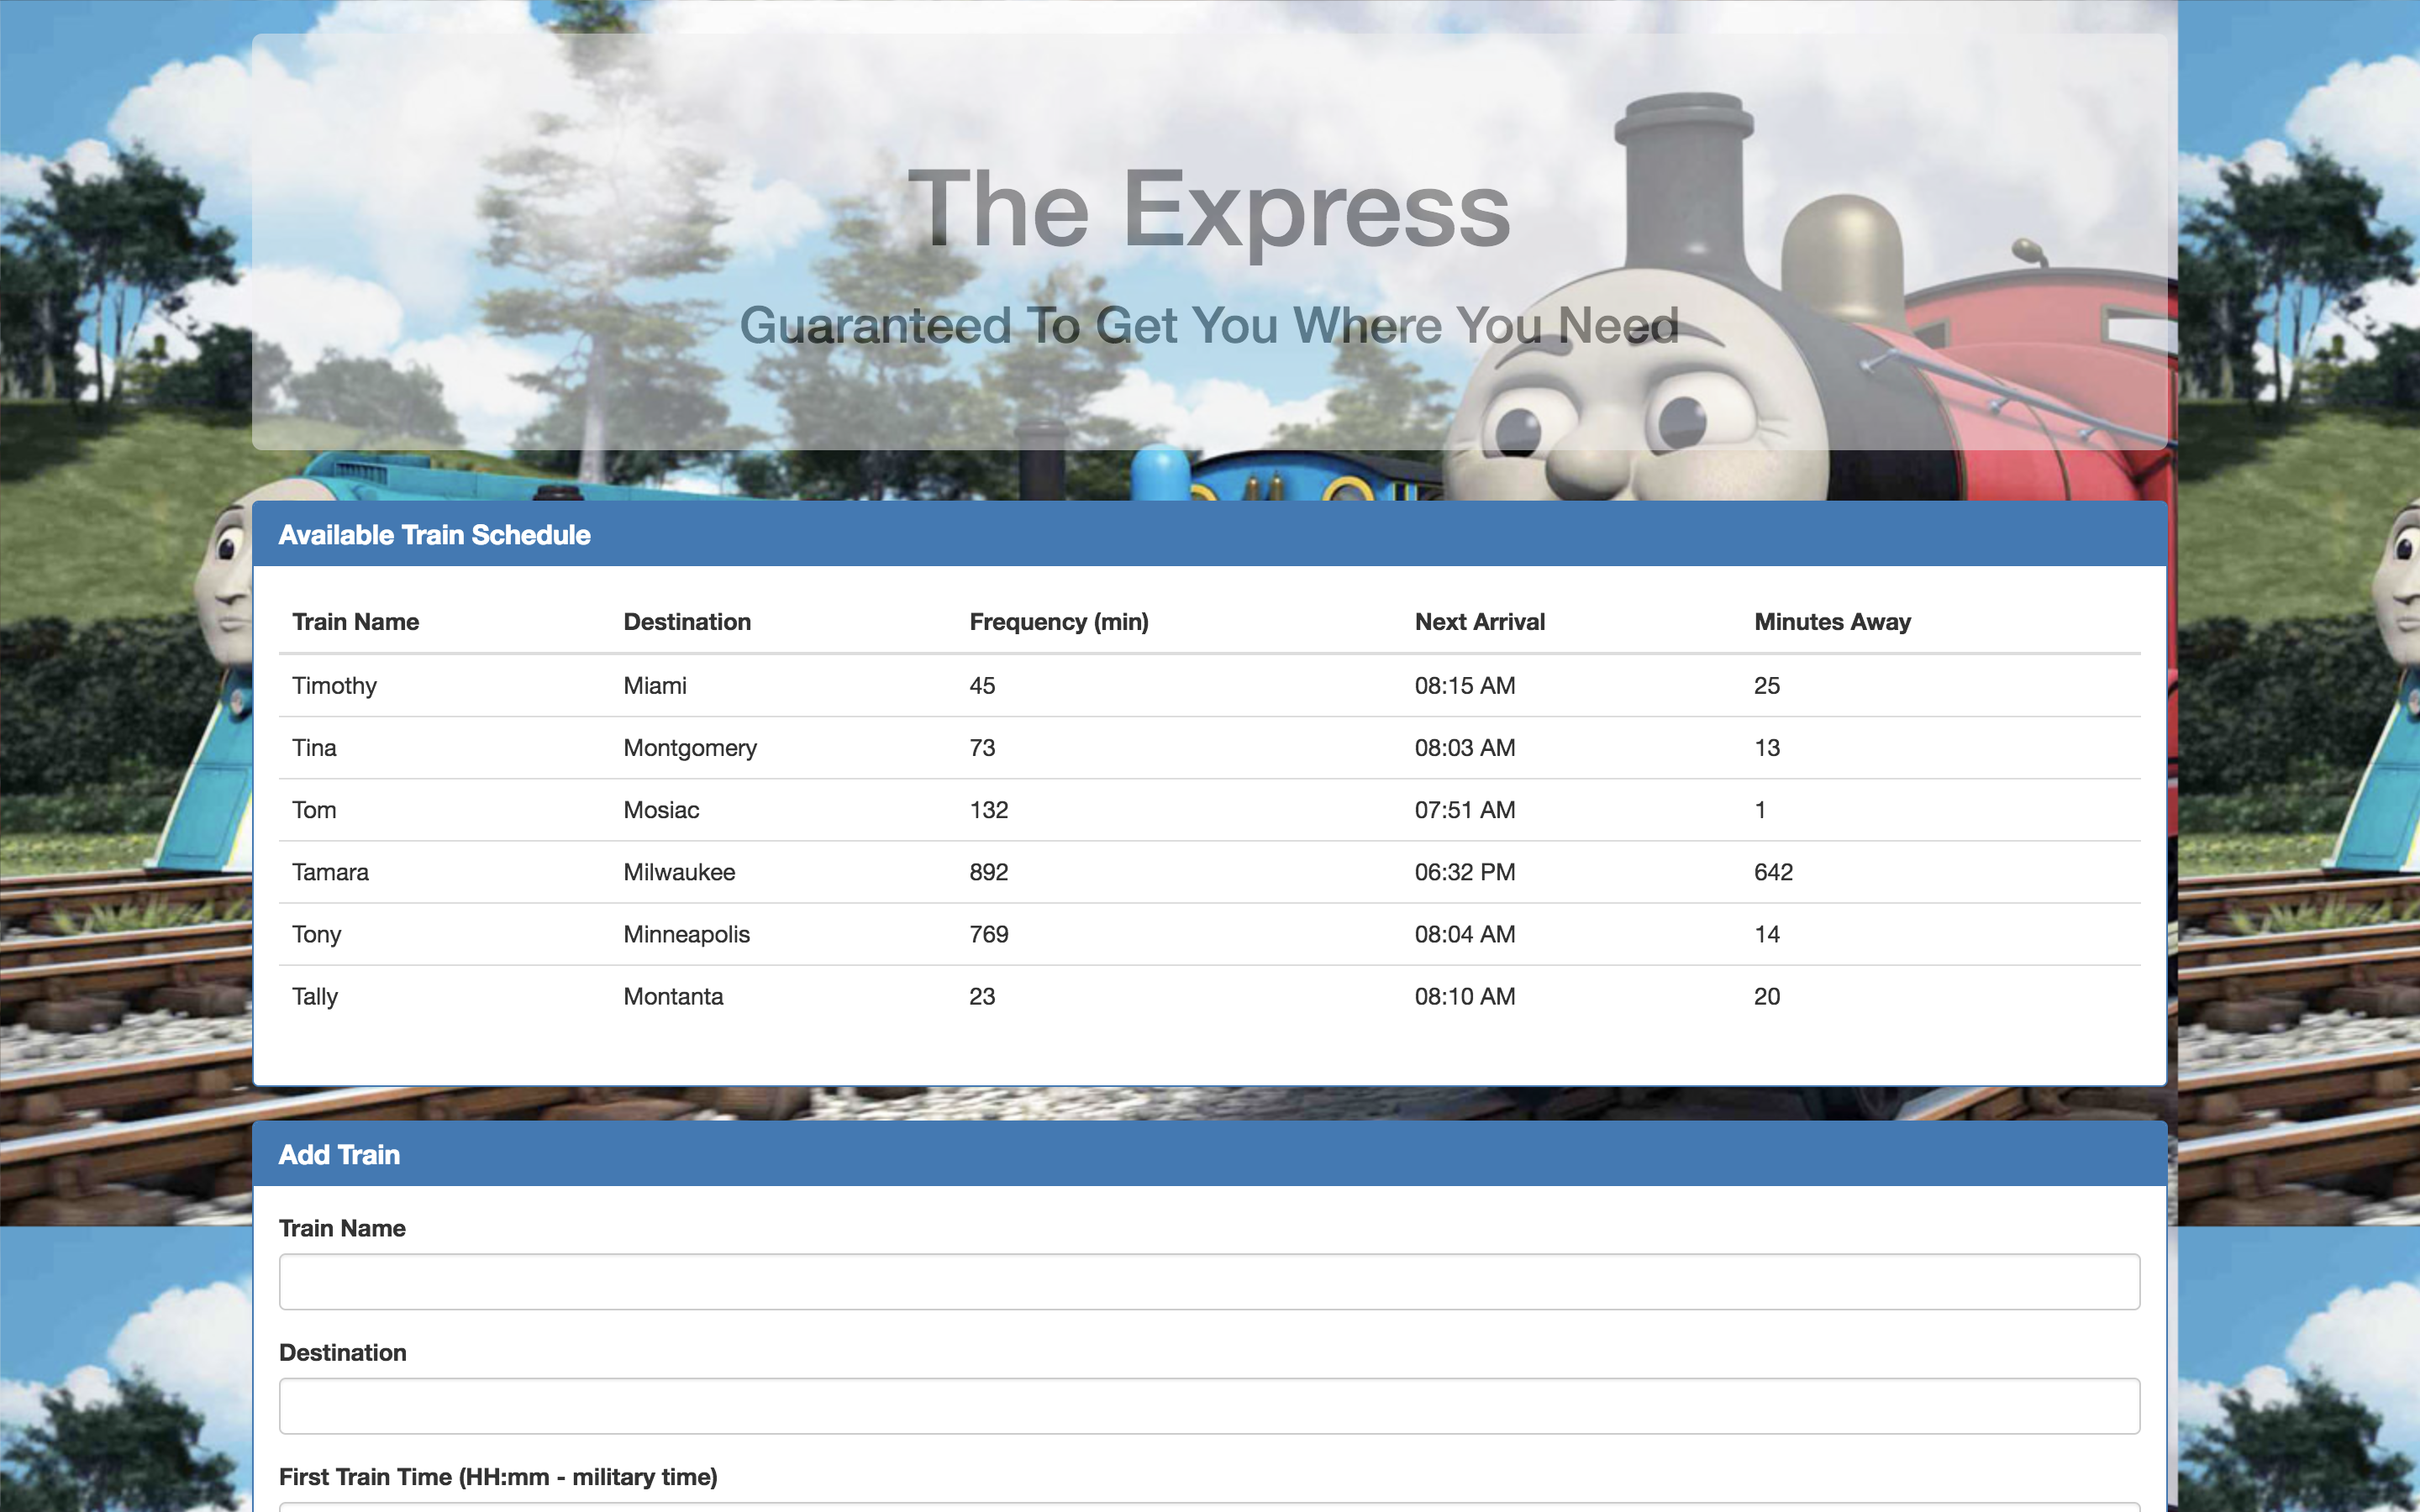 The Express
Guaranteed To Get You Where You Need
Available Train Schedule
Train Name Destination Frequency (min) Next Arrival Minutes Away
Timothy Miami 45 08:15 AM 25
Tina Montgomery 73 08:03 AM 13
Tom Mosiac 132 07:51 AM 1
Tamara Milwaukee 892 06:32 PM 642
Tony Minneapolis 769 08:04 AM 14
Tally Montanta 23 08:10 AM 20
Add Train
Train Name
Destination
First Train Time (HH:mm - military time)